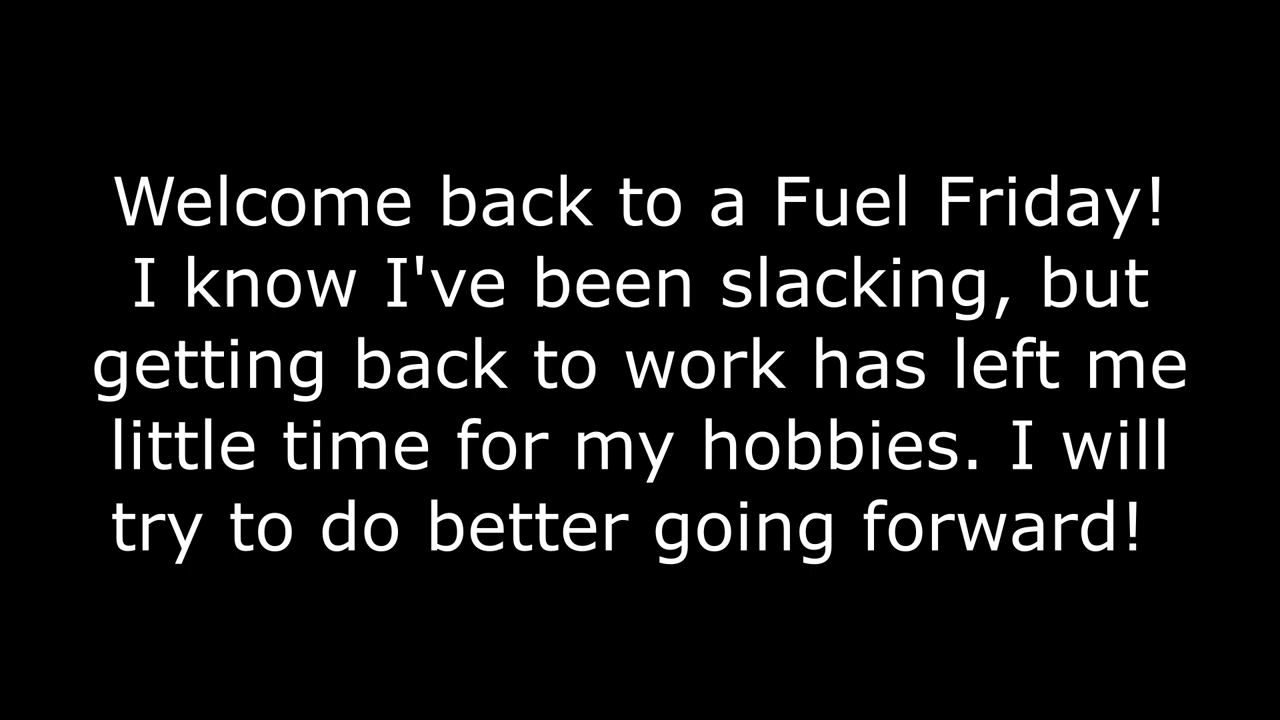 Welcome back to a Fuel Friday!
I know I've been slacking, but
getting back to work has left me
little time for my hobbies. I will
try to do better going forward!